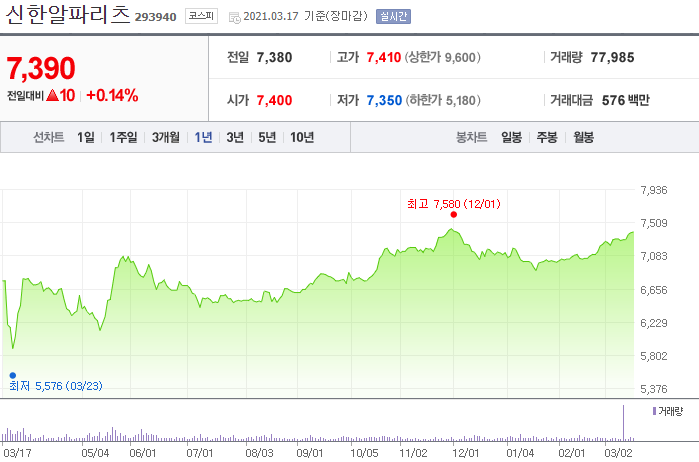 신한알파리츠 293940 코스피 2021.03.17 기준(장마감) 실시간
7,390
전일대비 ▲10 +0.14%
전일 7,380 고가 7,410 (상한가 9,600) 거래량 77,985
시가 7,400 저가 7,350 (하한가 5,180) 거래대금 576 백만
선차트 1일 1주일 3개월 1년 3년 5년 10년 봉차트 일봉 주봉 월봉
7,936
최고 7,580 (12/01)
7,509
7,083
6,656
6,229
5,802
최저 5,576 (03/23)
5,376
거래량
03/17 05/04 06/01 07/01 08/03 09/01 10/05 11/02 12/01 01/04 02/01 03/02